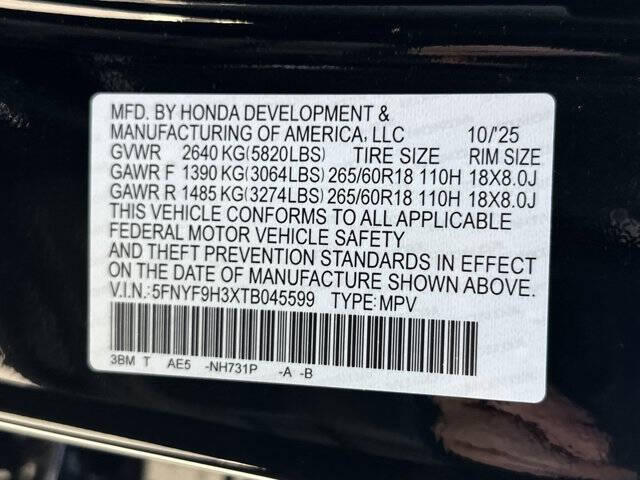 MFD. BY HONDA DEVELOPMENT &
MANUFACTURING OF AMERICA, LLC 10/'25
GVWR 2640 KG(5820LBS) TIRE SIZE RIM SIZE
GAWR F 1390 KG(3064LBS) 265/60R18 110H 18X8.0J
GAWR R 1485 KG(3274LBS) 265/60R18 110H 18X8.0J
THIS VEHICLE CONFORMS TO ALL APPLICABLE
FEDERAL MOTOR VEHICLE SAFETY
AND THEFT PREVENTION STANDARDS IN EFFECT
ON THE DATE OF MANUFACTURE SHOWN ABOVE.
V.I.N.:5FNYF9H3XTB045599 TYPE:MPV
3BM T AE5 -NH731P -A -B